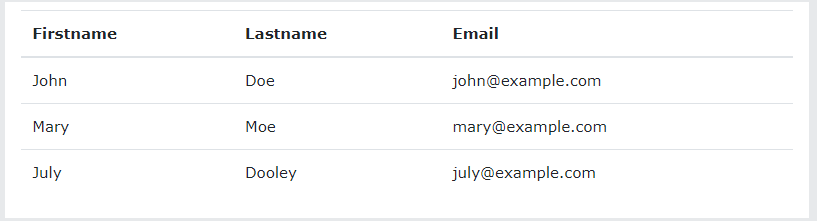 Firstname Lastname Email
John Doe john@example.com
Mary Moe mary@example.com
July Dooley july@example.com